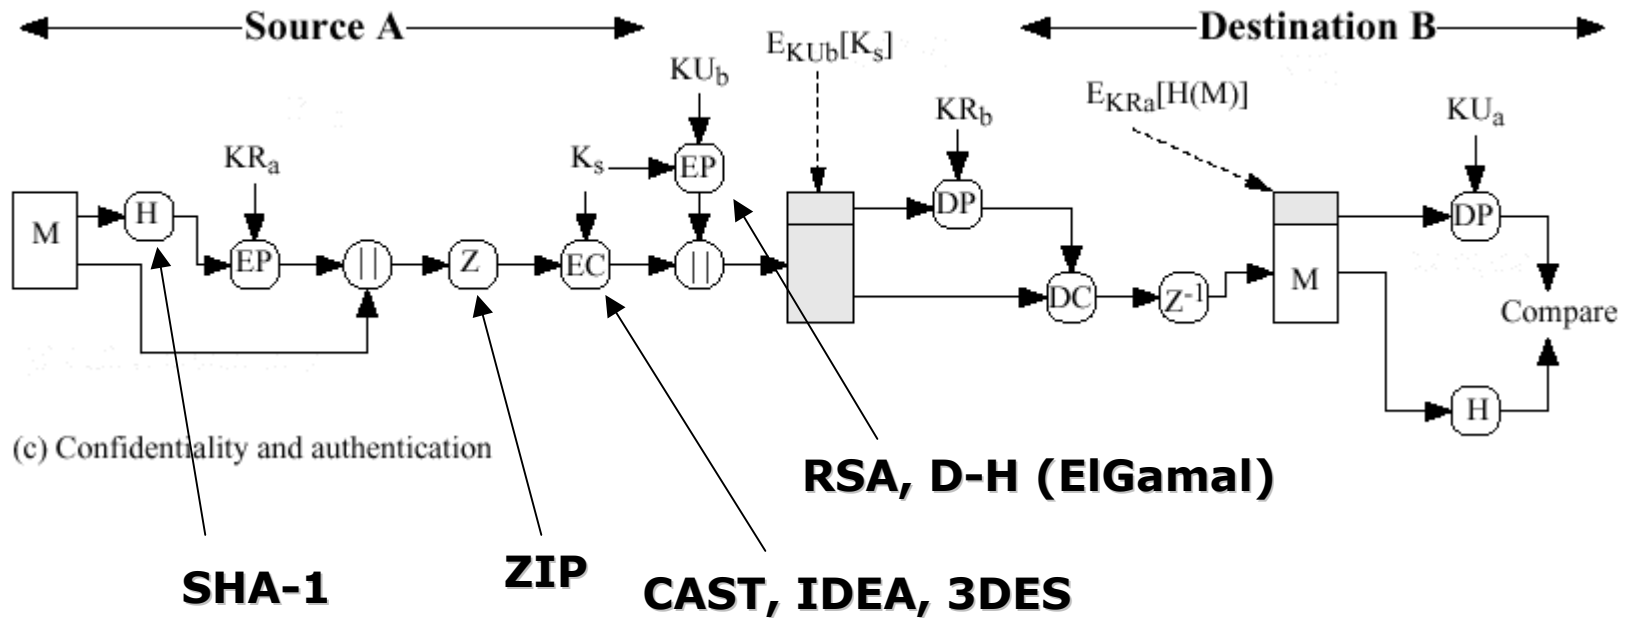 Source A
Destination B
E_KUb[K_s]
KU_b
E_KRa[H(M)]
KR_b
KU_a
KR_a
K_s
EP
DP
M
H
EP
||
Z
EC
||
DP
DC
Z^-1
M
Compare
H
(c) Confidentiality and authentication
RSA, D-H (ElGamal)
SHA-1
ZIP
CAST, IDEA, 3DES